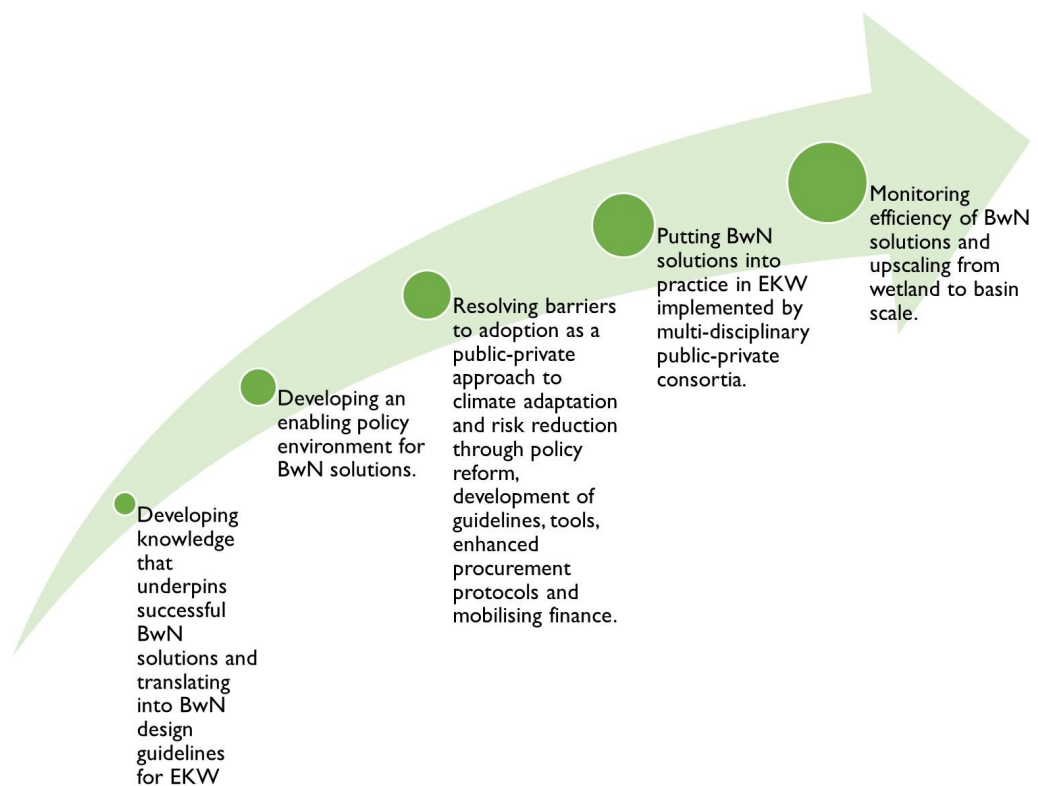 Developing
knowledge
that
underpins
successful
BwN
solutions and
translating
into BwN
design
guidelines
for EKW
Developing an
enabling policy
environment for
BwN solutions.
Resolving barriers
to adoption as a
public-private
approach to
climate adaptation
and risk reduction
through policy
reform,
development of
guidelines, tools,
enhanced
procurement
protocols and
mobilising finance.
Putting BwN
solutions into
practice in EKW
implemented by
multi-disciplinary
public-private
consortia.
Monitoring
efficiency of BwN
solutions and
upscaling from
wetland to basin
scale.